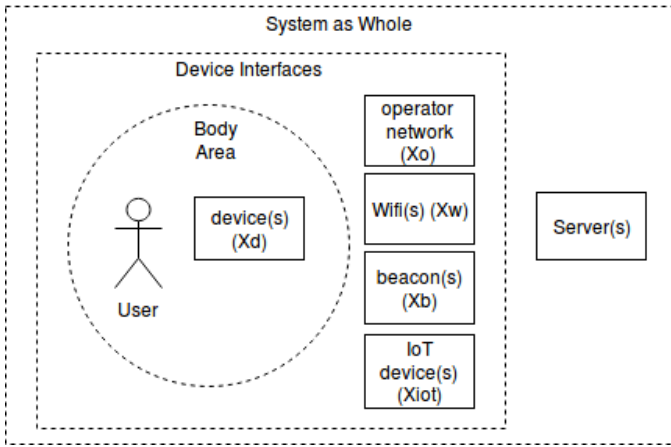 System as Whole
Device Interfaces
Body
Area
User
device(s)
(Xd)
operator
network
(Xo)
Wifi(s) (Xw)
beacon(s)
(Xb)
IoT
device(s)
(Xiot)
Server(s)